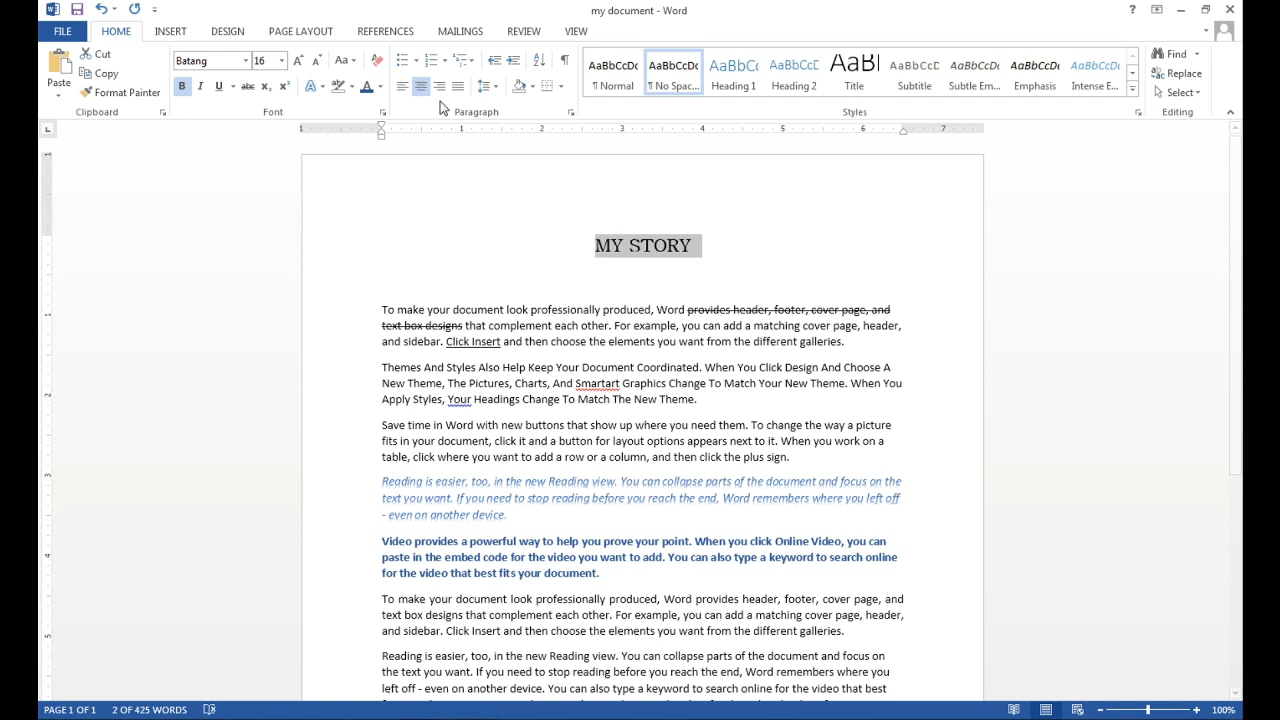 my document - Word
FILE HOME INSERT DESIGN PAGE LAYOUT REFERENCES MAILINGS REVIEW VIEW
Paste
Cut
Copy
Format Painter
Clipboard
Batang 16
B I U abc
Font
Paragraph
AaBbCcDc AaBbCcDc AaBbC( AaBbCcD AaBl AaBbCcD AaBbCcDc AaBbCcDc AaBbCcDc
¶ Normal ¶ No Spac... Heading 1 Heading 2 Title Subtitle Subtle Em... Emphasis Intense E...
Styles
Find
Replace
Select
Editing
1 1 2 3 4 5 6 7
MY STORY
To make your document look professionally produced, Word provides header, footer, cover page, and
text box designs that complement each other. For example, you can add a matching cover page, header,
and sidebar. Click Insert and then choose the elements you want from the different galleries.
Themes And Styles Also Help Keep Your Document Coordinated. When You Click Design And Choose A
New Theme, The Pictures, Charts, And Smartart Graphics Change To Match Your New Theme. When You
Apply Styles, Your Headings Change To Match The New Theme.
Save time in Word with new buttons that show up where you need them. To change the way a picture
fits in your document, click it and a button for layout options appears next to it. When you work on a
table, click where you want to add a row or a column, and then click the plus sign.
Reading is easier, too, in the new Reading view. You can collapse parts of the document and focus on the
text you want. If you need to stop reading before you reach the end, Word remembers where you left off
- even on another device.
Video provides a powerful way to help you prove your point. When you click Online Video, you can
paste in the embed code for the video you want to add. You can also type a keyword to search online
for the video that best fits your document.
To make your document look professionally produced, Word provides header, footer, cover page, and
text box designs that complement each other. For example, you can add a matching cover page, header,
and sidebar. Click Insert and then choose the elements you want from the different galleries.
Reading is easier, too, in the new Reading view. You can collapse parts of the document and focus on
the text you want. If you need to stop reading before you reach the end, Word remembers where you
left off - even on another device. You can also type a keyword to search online for the video that best
PAGE 1 OF 1 2 OF 425 WORDS 100%